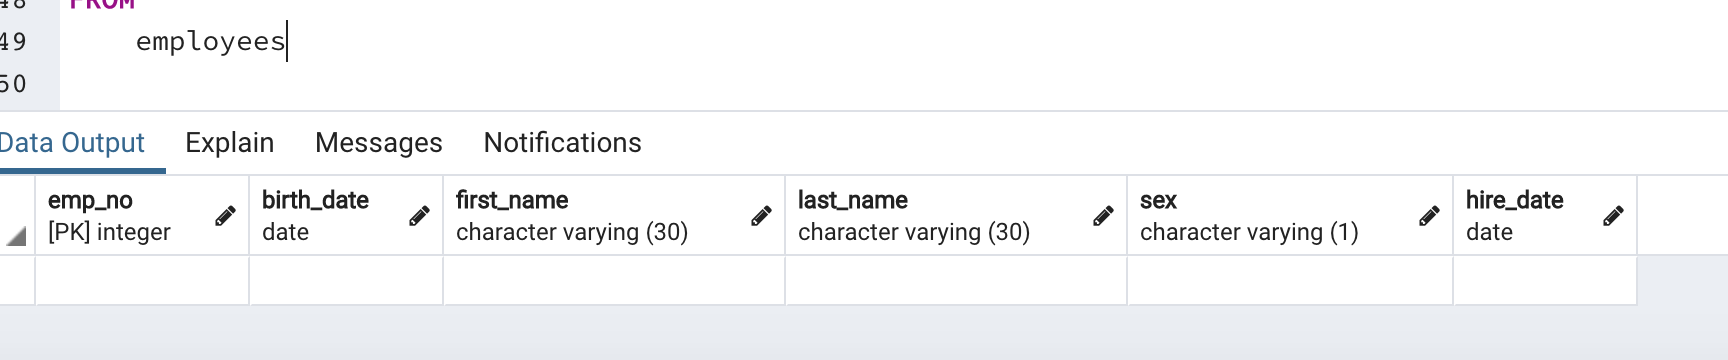 48 FROM
49 employees
50
Data Output Explain Messages Notifications
emp_no birth_date first_name last_name sex hire_date
[PK] integer date character varying (30) character varying (30) character varying (1) date